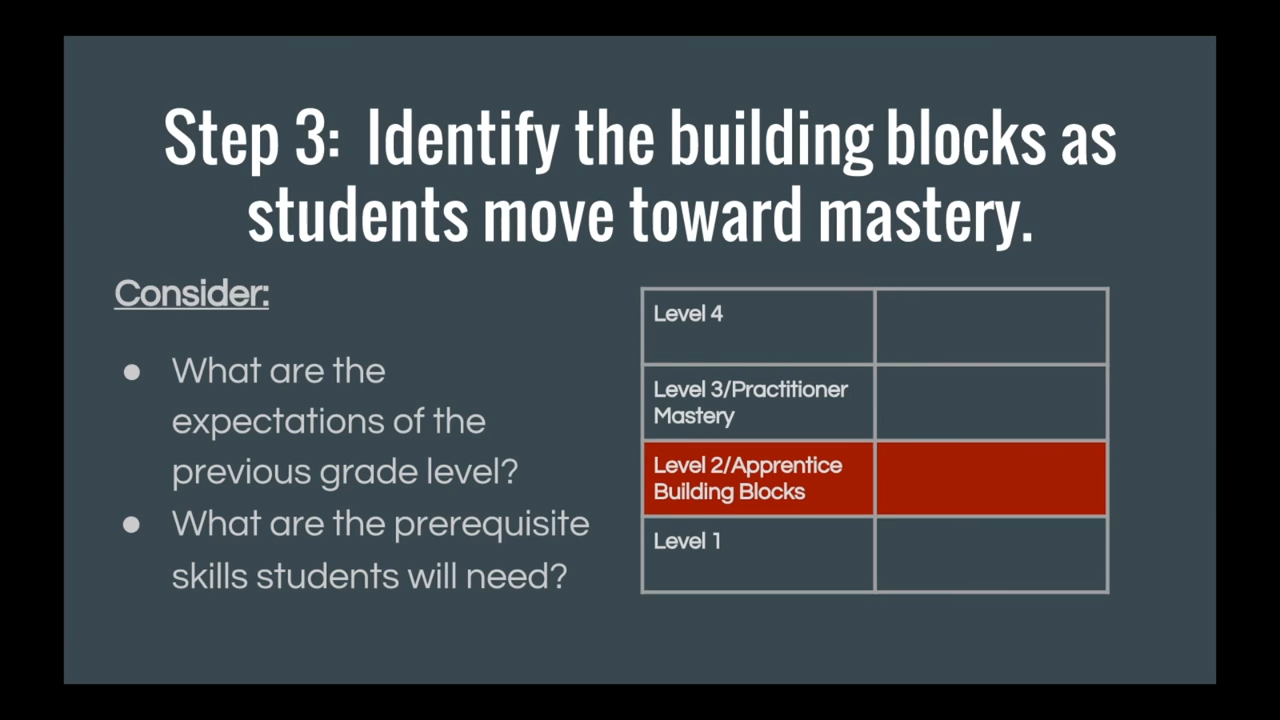 Step 3: Identify the building blocks as
students move toward mastery.
Consider:
● What are the
expectations of the
previous grade level?
● What are the prerequisite
skills students will need?
Level 4
Level 3/Practitioner
Mastery
Level 2/Apprentice
Building Blocks
Level 1